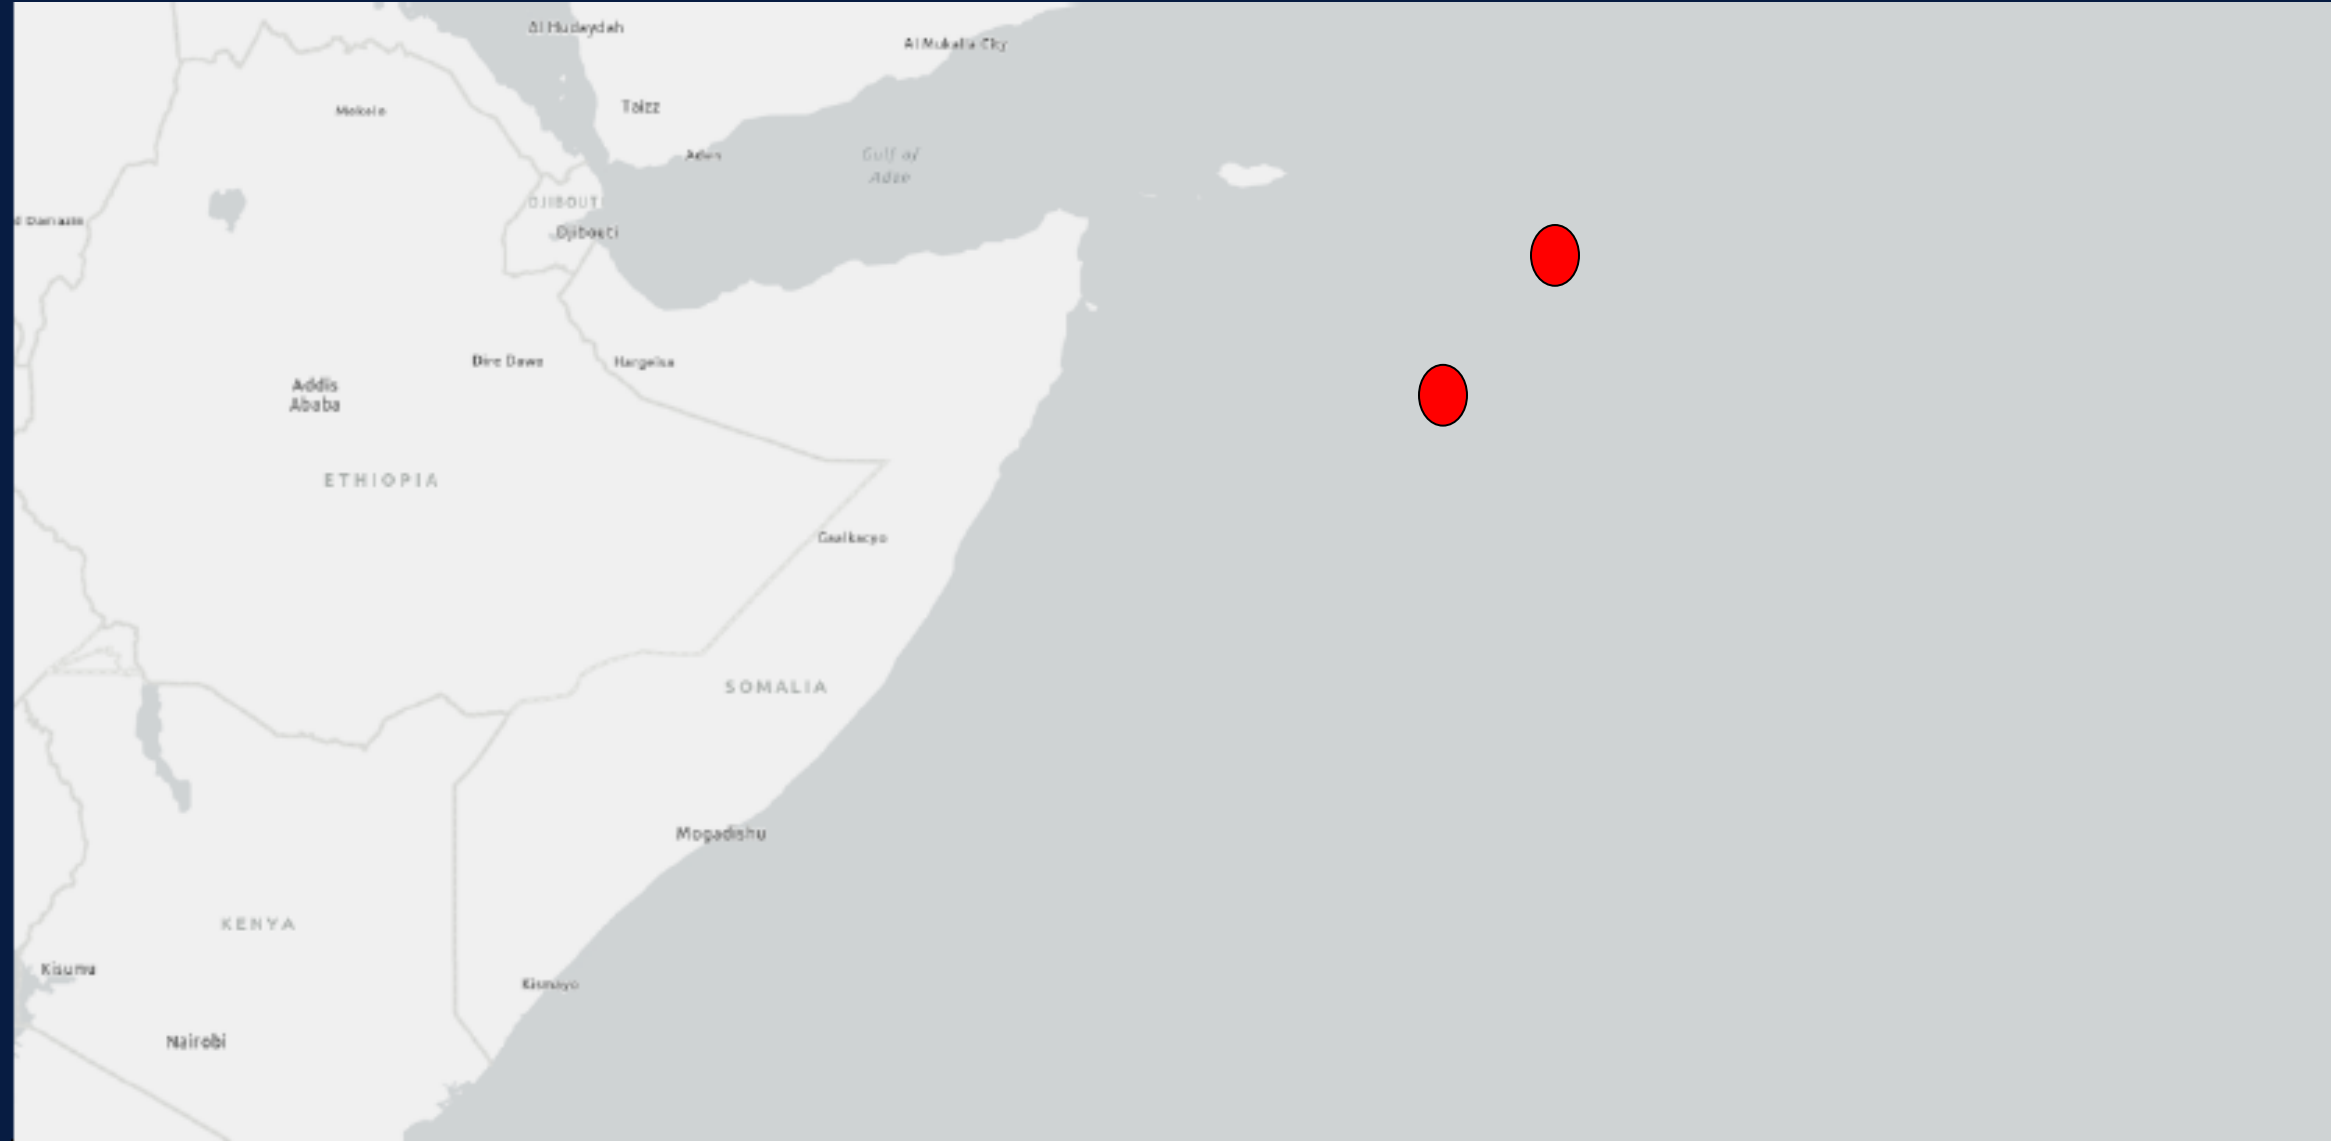 Al Hudaydah
Al Mukalla City
Mekele
Taizz
Aden
Gulf of
Aden
DJIBOUTI
d Damazin
Djibouti
Dire Dawa
Hargeisa
Addis
Ababa
ETHIOPIA
Gaalkacyo
SOMALIA
Mogadishu
KENYA
Kisumu
Kismayo
Nairobi